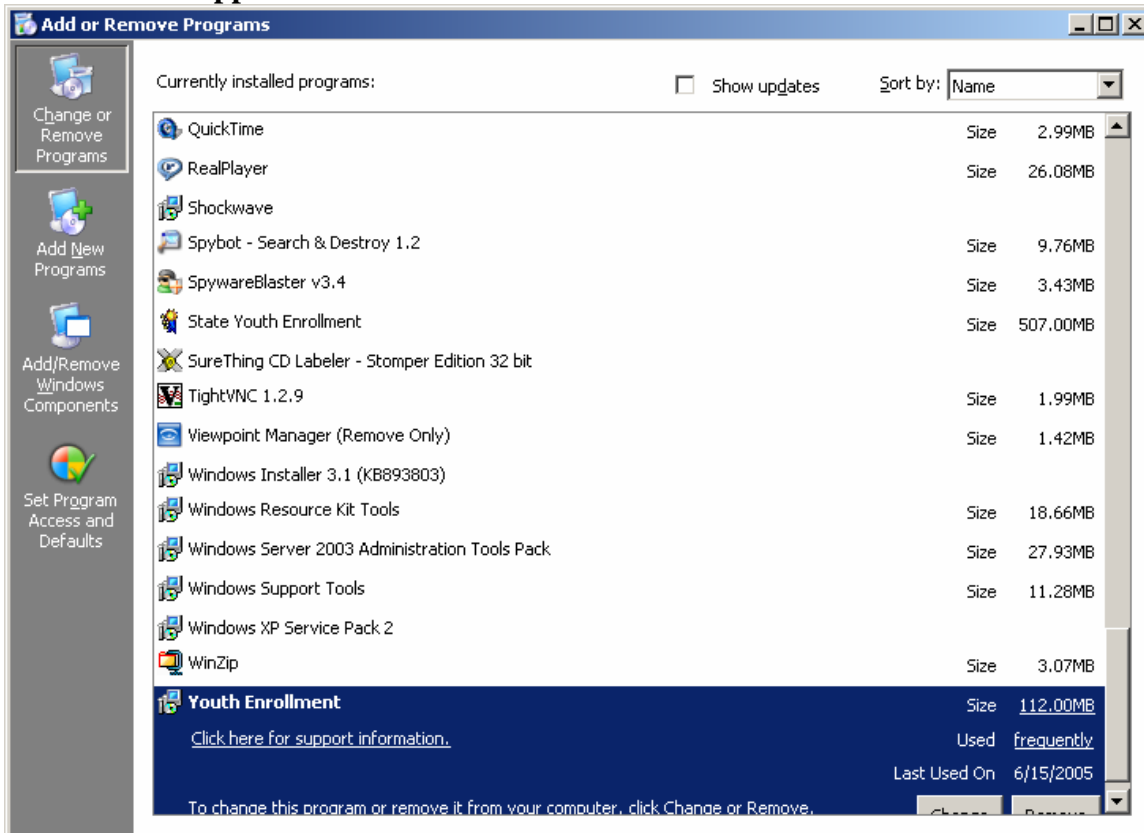 Add or Remove Programs
Change or
Remove
Programs
Add New
Programs
Add/Remove
Windows
Components
Set Program
Access and
Defaults
Currently installed programs:
Show updates
Sort by: Name
QuickTime Size 2.99MB
RealPlayer Size 26.08MB
Shockwave
Spybot - Search & Destroy 1.2 Size 9.76MB
SpywareBlaster v3.4 Size 3.43MB
State Youth Enrollment Size 507.00MB
SureThing CD Labeler - Stomper Edition 32 bit
TightVNC 1.2.9 Size 1.99MB
Viewpoint Manager (Remove Only) Size 1.42MB
Windows Installer 3.1 (KB893803)
Windows Resource Kit Tools Size 18.66MB
Windows Server 2003 Administration Tools Pack Size 27.93MB
Windows Support Tools Size 11.28MB
Windows XP Service Pack 2
WinZip Size 3.07MB
Youth Enrollment Size 112.00MB
Click here for support information. Used frequently
Last Used On 6/15/2005
To change this program or remove it from your computer, click Change or Remove. Change Remove